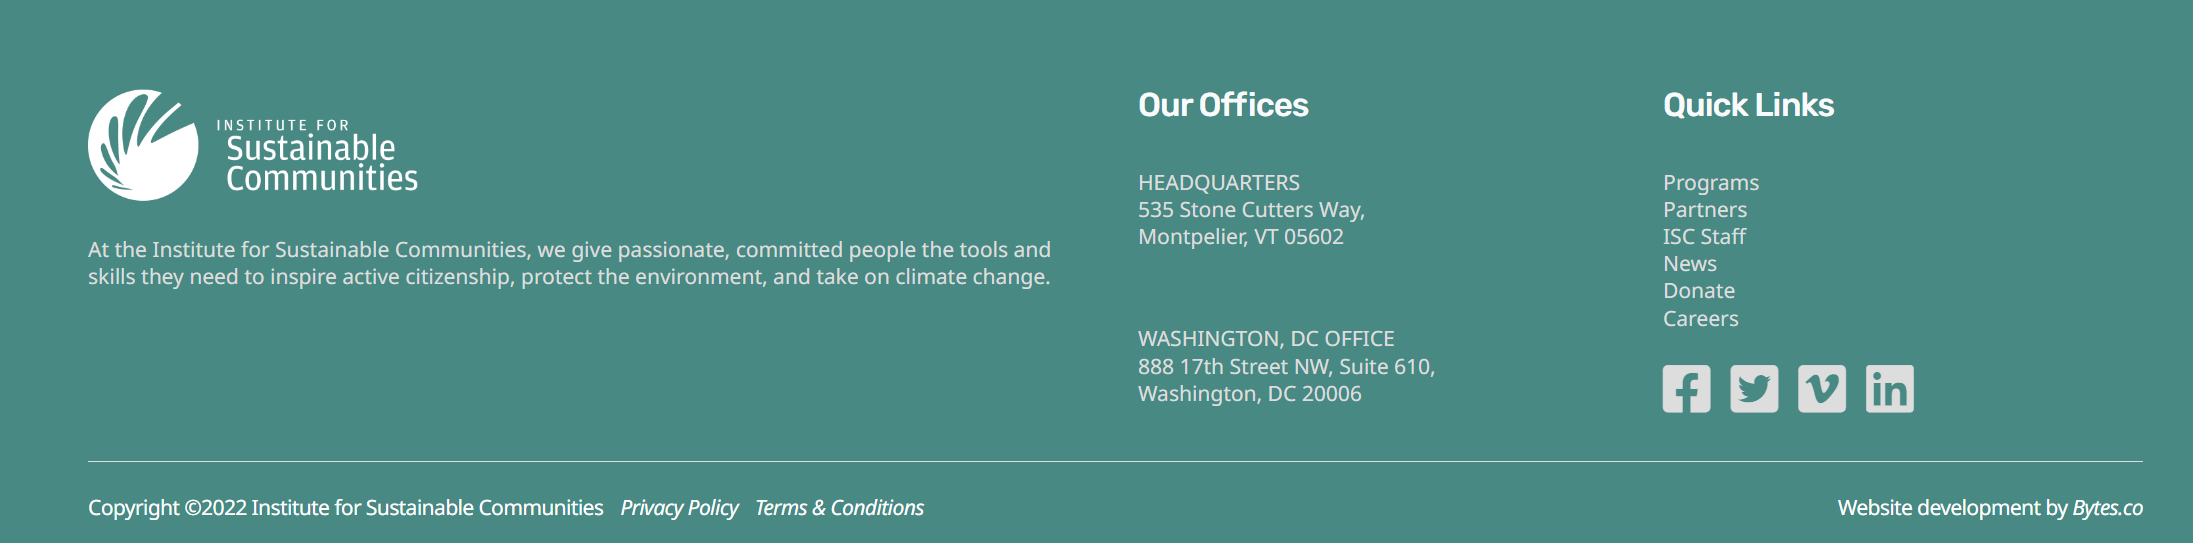 INSTITUTE FOR
Sustainable
Communities
At the Institute for Sustainable Communities, we give passionate, committed people the tools and
skills they need to inspire active citizenship, protect the environment, and take on climate change.
Our Offices
HEADQUARTERS
535 Stone Cutters Way,
Montpelier, VT 05602
WASHINGTON, DC OFFICE
888 17th Street NW, Suite 610,
Washington, DC 20006
Quick Links
Programs
Partners
ISC Staff
News
Donate
Careers
Copyright ©2022 Institute for Sustainable Communities Privacy Policy Terms & Conditions
Website development by Bytes.co